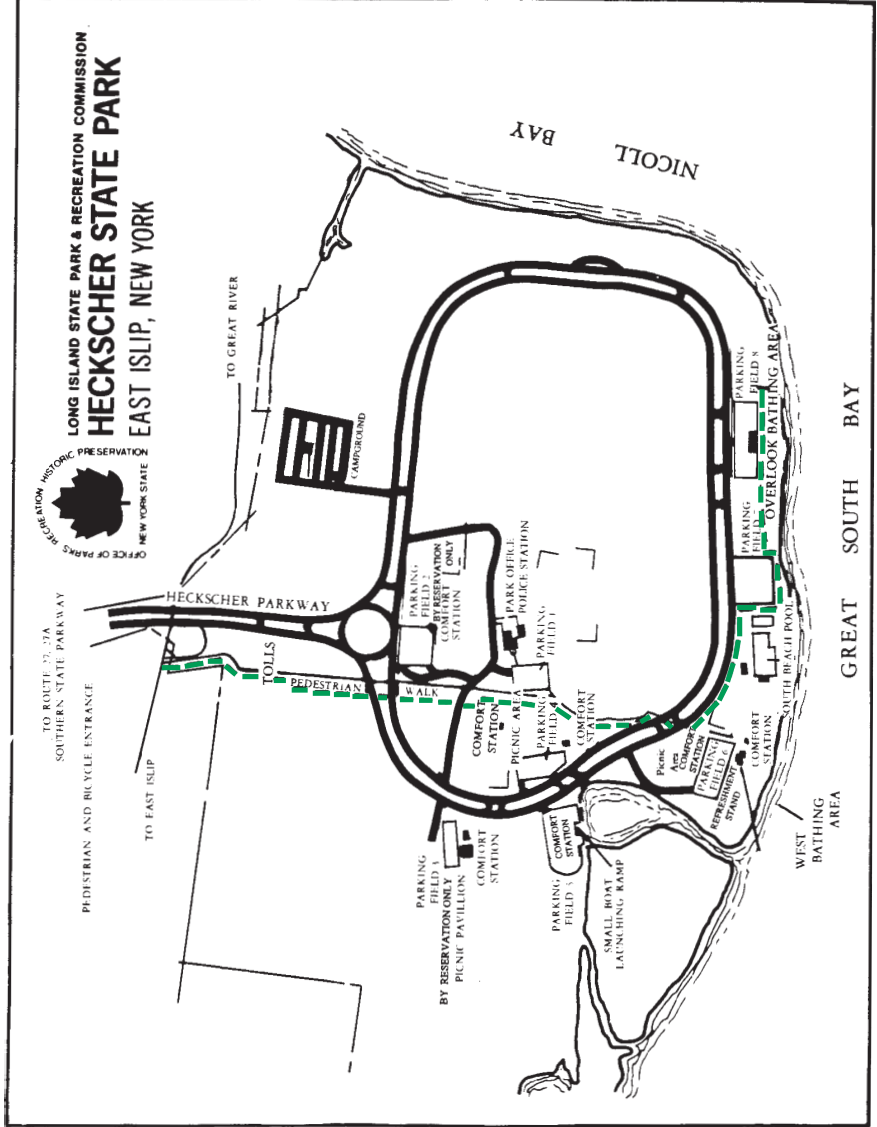 LONG ISLAND STATE PARK & RECREATION COMMISSION
HECKSCHER STATE PARK
EAST ISLIP, NEW YORK
OFFICE OF PARKS RECREATION HISTORIC PRESERVATION
NEW YORK STATE
TO ROUTE 27, 27A
SOUTHERN STATE PARKWAY
PEDESTRIAN AND BICYCLE ENTRANCE
TO EAST ISLIP
TO GREAT RIVER
HECKSCHER PARKWAY
TOLLS
PEDESTRIAN
WALK
CAMPGROUND
NICOLL
BAY
PARKING
FIELD 2
BY RESERVATION
ONLY
COMFORT
STATION
PARK OFFICE
POLICE STATION
PARKING
FIELD 1
COMFORT
STATION
PICNIC AREA
PARKING
FIELD 4
COMFORT
STATION
PARKING
FIELD 3
BY RESERVATION ONLY
PICNIC PAVILLION
COMFORT
STATION
PARKING
FIELD 5
COMFORT
STATION
SMALL BOAT
LAUNCHING RAMP
Picnic
Area
COMFORT
STATION
PARKING
FIELD 6
REFRESHMENT
STAND
COMFORT
STATION
WEST
BATHING
AREA
SOUTH BEACH POOL
PARKING
FIELD
PARKING
FIELD 8
OVERLOOK BATHING AREA
GREAT SOUTH BAY